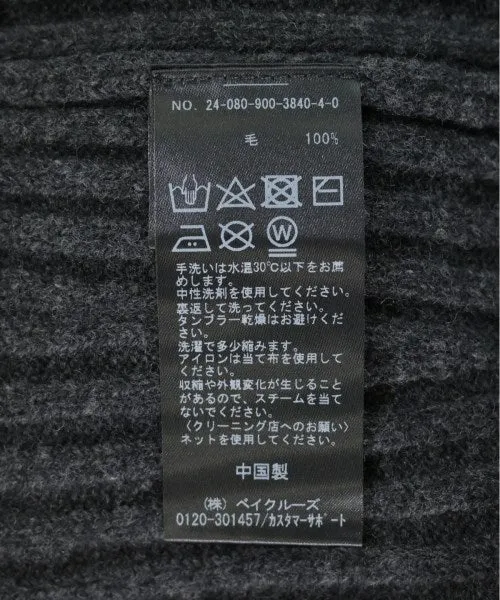 NO. 24-080-900-3840-4-0
毛 100%
W
手洗いは水温30℃以下をお薦
めします。
中性洗剤を使用してください。
裏返して洗ってください。
タンブラー乾燥はお避けくだ
さい。
洗濯で多少縮みます。
アイロンは当て布を使用して
ください。
収縮や外観変化が生じること
があるので、スチームを当て
ないでください。
〈クリーニング店へのお願い〉
ネットを使用してください。
中国製
（株）ベイクルーズ
0120-301457/カスタマーサポート